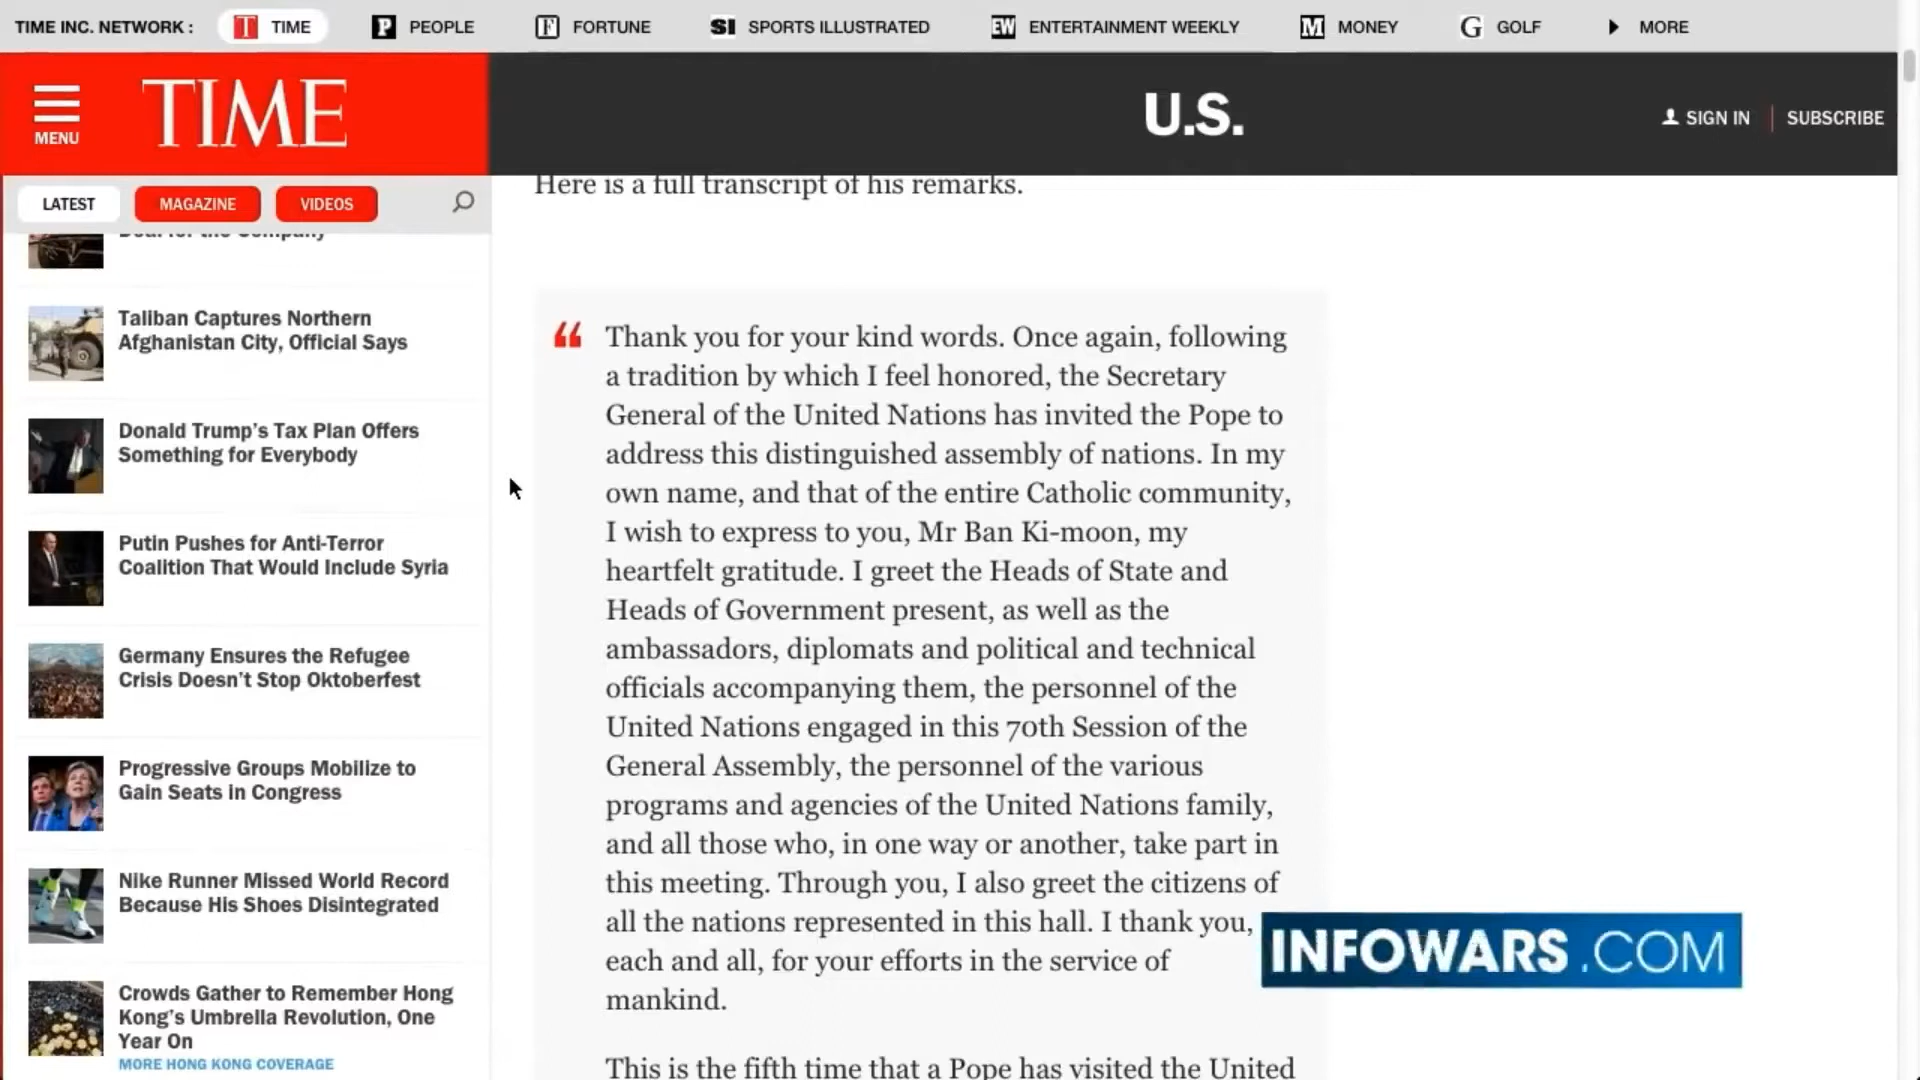 TIME INC. NETWORK : TIME PEOPLE FORTUNE SPORTS ILLUSTRATED ENTERTAINMENT WEEKLY MONEY GOLF MORE
MENU
TIME
U.S.
SIGN IN
SUBSCRIBE
LATEST
MAGAZINE
VIDEOS
Deal for the Company
Taliban Captures Northern
Afghanistan City, Official Says
Donald Trump's Tax Plan Offers
Something for Everybody
Putin Pushes for Anti-Terror
Coalition That Would Include Syria
Germany Ensures the Refugee
Crisis Doesn't Stop Oktoberfest
Progressive Groups Mobilize to
Gain Seats in Congress
Nike Runner Missed World Record
Because His Shoes Disintegrated
Crowds Gather to Remember Hong
Kong's Umbrella Revolution, One
Year On
MORE HONG KONG COVERAGE
Here is a full transcript of his remarks.
“ Thank you for your kind words. Once again, following
a tradition by which I feel honored, the Secretary
General of the United Nations has invited the Pope to
address this distinguished assembly of nations. In my
own name, and that of the entire Catholic community,
I wish to express to you, Mr Ban Ki-moon, my
heartfelt gratitude. I greet the Heads of State and
Heads of Government present, as well as the
ambassadors, diplomats and political and technical
officials accompanying them, the personnel of the
United Nations engaged in this 70th Session of the
General Assembly, the personnel of the various
programs and agencies of the United Nations family,
and all those who, in one way or another, take part in
this meeting. Through you, I also greet the citizens of
all the nations represented in this hall. I thank you,
each and all, for your efforts in the service of
mankind.
This is the fifth time that a Pope has visited the United
INFOWARS.COM